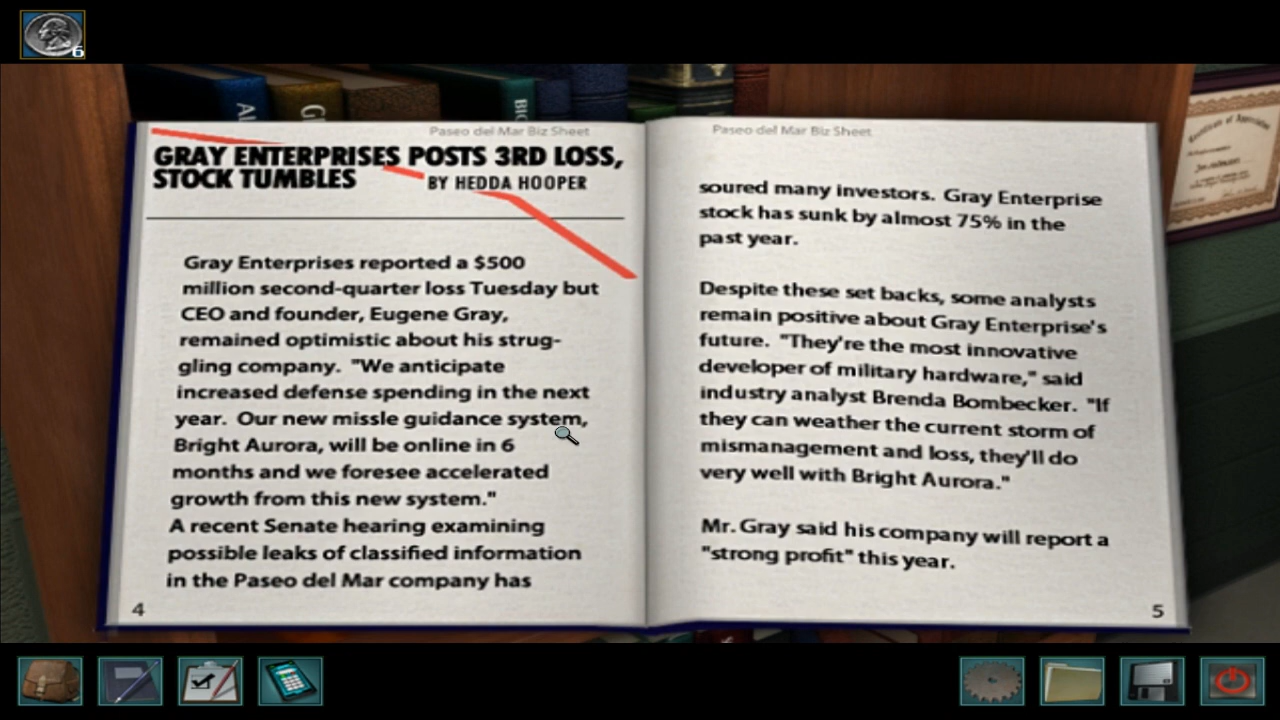 6
Paseo del Mar Biz Sheet
GRAY ENTERPRISES POSTS 3RD LOSS,
STOCK TUMBLES
BY HEDDA HOOPER
Gray Enterprises reported a $500
million second-quarter loss Tuesday but
CEO and founder, Eugene Gray,
remained optimistic about his strug-
gling company. "We anticipate
increased defense spending in the next
year. Our new missle guidance system,
Bright Aurora, will be online in 6
months and we foresee accelerated
growth from this new system."
A recent Senate hearing examining
possible leaks of classified information
in the Paseo del Mar company has
4
Paseo del Mar Biz Sheet
soured many investors. Gray Enterprise
stock has sunk by almost 75% in the
past year.
Despite these set backs, some analysts
remain positive about Gray Enterprise's
future. "They're the most innovative
developer of military hardware," said
industry analyst Brenda Bombecker. "If
they can weather the current storm of
mismanagement and loss, they'll do
very well with Bright Aurora."
Mr. Gray said his company will report a
"strong profit" this year.
5
Certificate of Appreciation